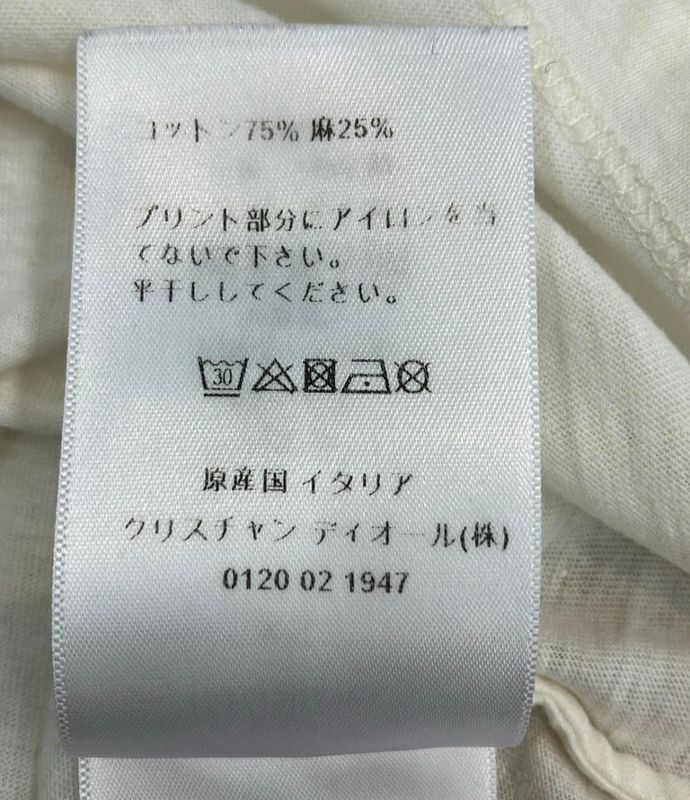 コットン75% 麻25%
プリント部分にアイロンを当
てないで下さい。
平干ししてください。
30
原産国 イタリア
クリスチャン ディオール(株)
0120 02 1947